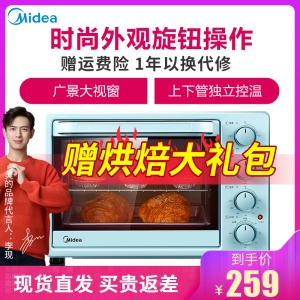 Midea
时尚外观旋钮操作
赠运费险 1年以换代修
广景大视窗
上下管独立控温
赠烘焙大礼包
美的品牌代言人：李现
Midea
现货直发 买贵返差
到手价
¥259